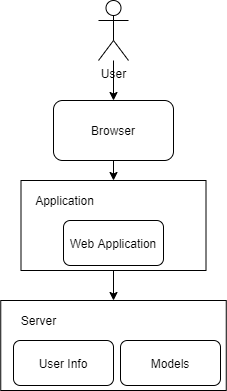 User
Browser
Application
Web Application
Server
User Info
Models